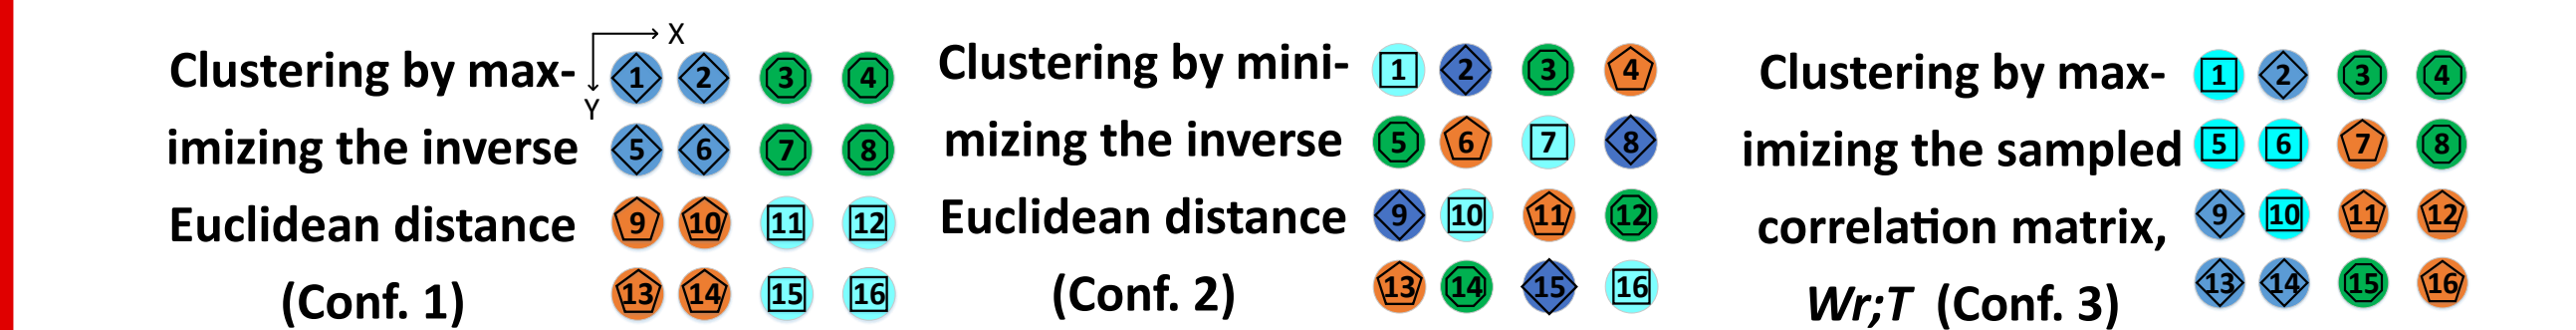 Clustering by max-
imizing the inverse
Euclidean distance
(Conf. 1)
X
Y
1 2 3 4
5 6 7 8
9 10 11 12
13 14 15 16
Clustering by mini-
mizing the inverse
Euclidean distance
(Conf. 2)
1 2 3 4
5 6 7 8
9 10 11 12
13 14 15 16
Clustering by max-
imizing the sampled
correlation matrix,
Wr;T (Conf. 3)
1 2 3 4
5 6 7 8
9 10 11 12
13 14 15 16